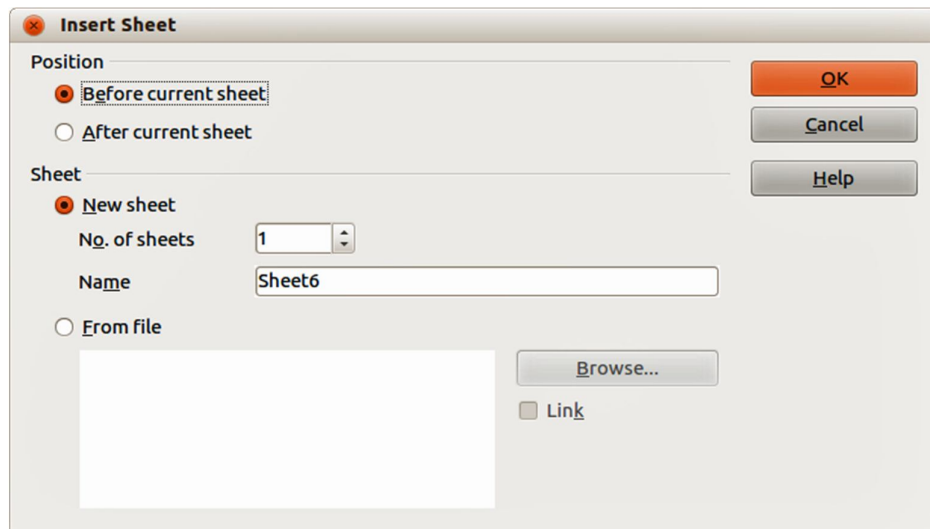 Insert Sheet
Position
Before current sheet
After current sheet
OK
Cancel
Help
Sheet
New sheet
No. of sheets 1
Name Sheet6
From file
Browse...
Link